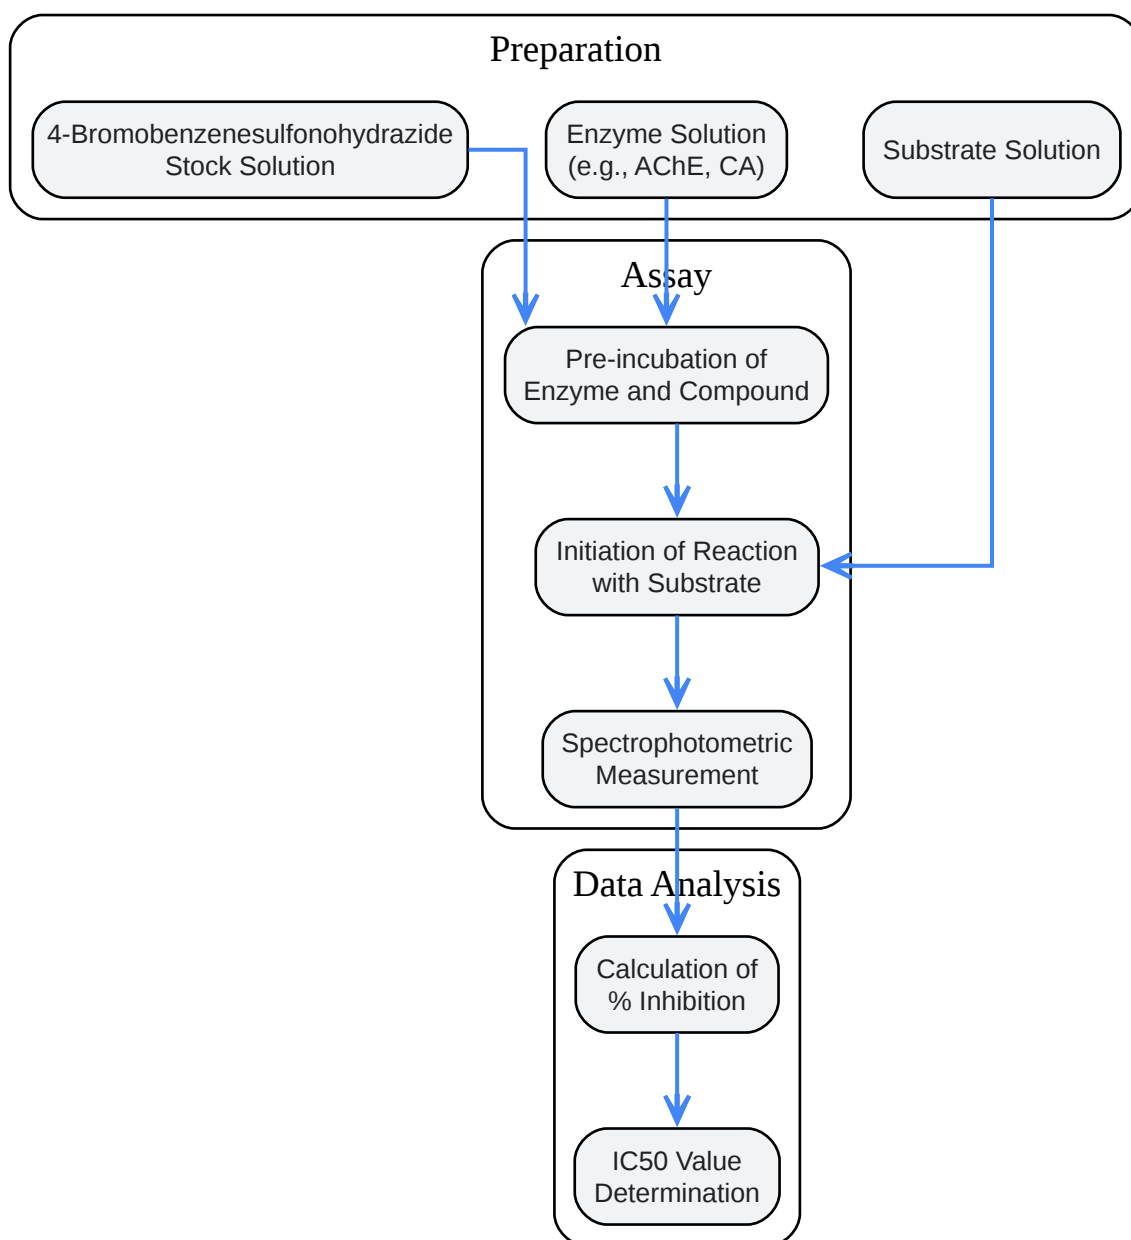 Preparation
4-Bromobenzenesulfonohydrazide
Stock Solution
Enzyme Solution
(e.g., AChE, CA)
Substrate Solution
Assay
Pre-incubation of
Enzyme and Compound
Initiation of Reaction
with Substrate
Spectrophotometric
Measurement
Data Analysis
Calculation of
% Inhibition
IC50 Value
Determination